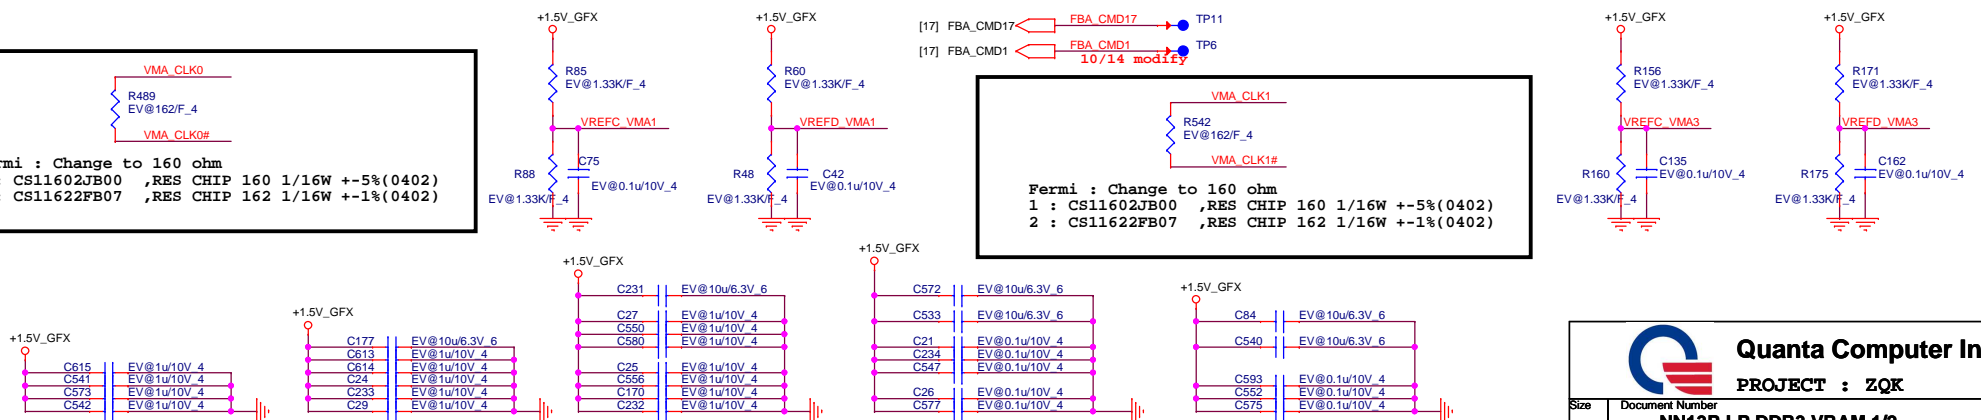 +1.5V_GFX
+1.5V_GFX
[17] FBA_CMD17 FBA_CMD17 TP11
[17] FBA_CMD1 FBA_CMD1 TP6
10/14 modify
+1.5V_GFX
+1.5V_GFX
VMA_CLK0
R489
EV@162/F_4
VMA_CLK0#
rmi : Change to 160 ohm
: CS11602JB00 ,RES CHIP 160 1/16W +-5%(0402)
: CS11622FB07 ,RES CHIP 162 1/16W +-1%(0402)
R85
EV@1.33K/F_4
VREFC_VMA1
R88
EV@1.33K/F_4
C75
EV@0.1u/10V_4
R60
EV@1.33K/F_4
VREFD_VMA1
R48
EV@1.33K/F_4
C42
EV@0.1u/10V_4
VMA_CLK1
R542
EV@162/F_4
VMA_CLK1#
Fermi : Change to 160 ohm
1 : CS11602JB00 ,RES CHIP 160 1/16W +-5%(0402)
2 : CS11622FB07 ,RES CHIP 162 1/16W +-1%(0402)
R156
EV@1.33K/F_4
VREFC_VMA3
R160
EV@1.33K/F_4
C135
EV@0.1u/10V_4
R171
EV@1.33K/F_4
VREFD_VMA3
R175
EV@1.33K/F_4
C162
EV@0.1u/10V_4
+1.5V_GFX
C615 EV@1u/10V_4
C541 EV@1u/10V_4
C573 EV@1u/10V_4
C542 EV@1u/10V_4
+1.5V_GFX
C177 EV@10u/6.3V_6
C613 EV@1u/10V_4
C614 EV@1u/10V_4
C24 EV@1u/10V_4
C233 EV@1u/10V_4
C29 EV@1u/10V_4
+1.5V_GFX
C231 EV@10u/6.3V_6
C27 EV@1u/10V_4
C550 EV@1u/10V_4
C580 EV@1u/10V_4
C25 EV@1u/10V_4
C556 EV@1u/10V_4
C170 EV@1u/10V_4
C232 EV@1u/10V_4
+1.5V_GFX
C572 EV@10u/6.3V_6
C533 EV@10u/6.3V_6
C21 EV@0.1u/10V_4
C234 EV@0.1u/10V_4
C547 EV@0.1u/10V_4
C26 EV@0.1u/10V_4
C577 EV@0.1u/10V_4
+1.5V_GFX
C84 EV@10u/6.3V_6
C540 EV@10u/6.3V_6
C593 EV@0.1u/10V_4
C552 EV@0.1u/10V_4
C575 EV@0.1u/10V_4
Quanta Computer In
PROJECT : ZQK
Size Document Number